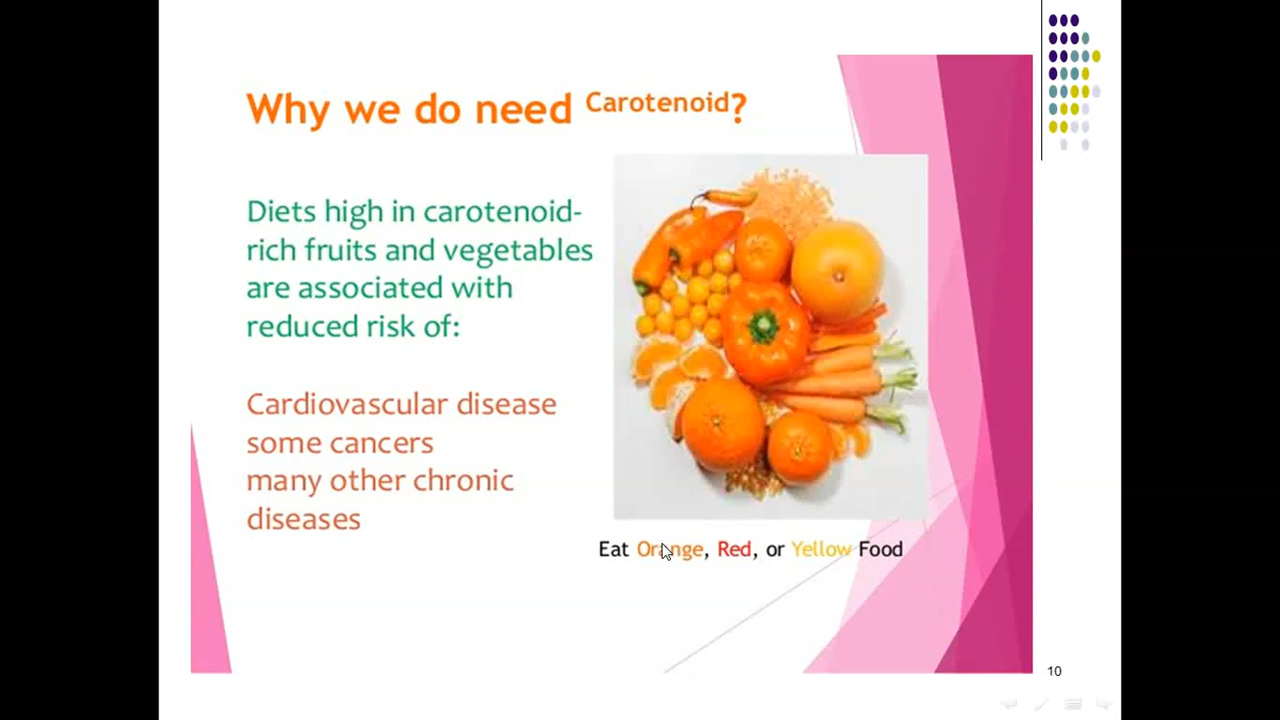 Why we do need Carotenoid?
Diets high in carotenoid-
rich fruits and vegetables
are associated with
reduced risk of:
Cardiovascular disease
some cancers
many other chronic
diseases
Eat Orange, Red, or Yellow Food
10